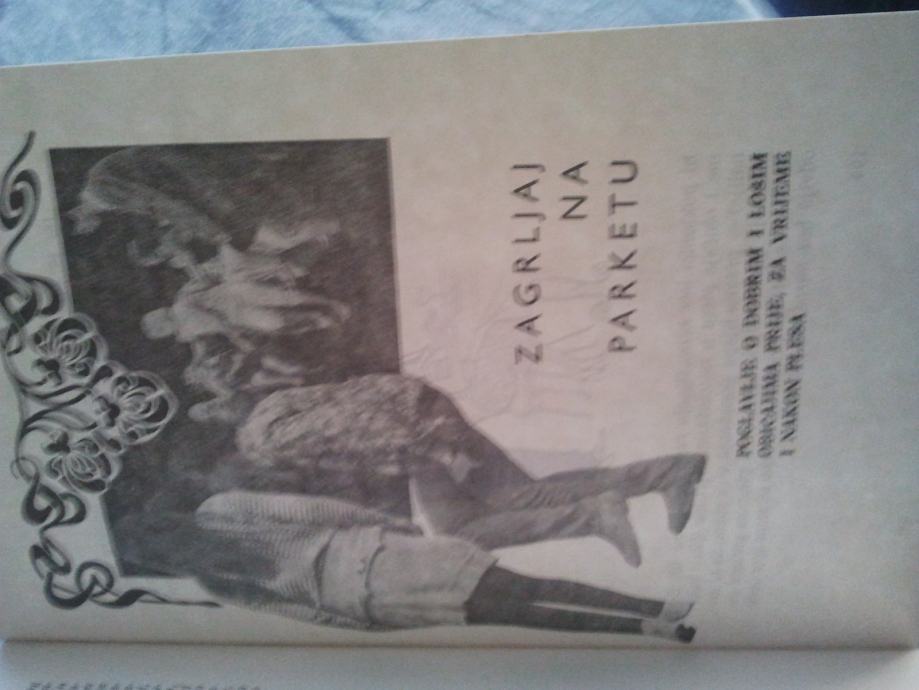 ZAGRLJAJ
NA
PARKETU
POGLAVLJE O DOBRIM I LOŠIM
OBIČAJIMA PRIJE, ZA VRIJEME
I NAKON PLESA